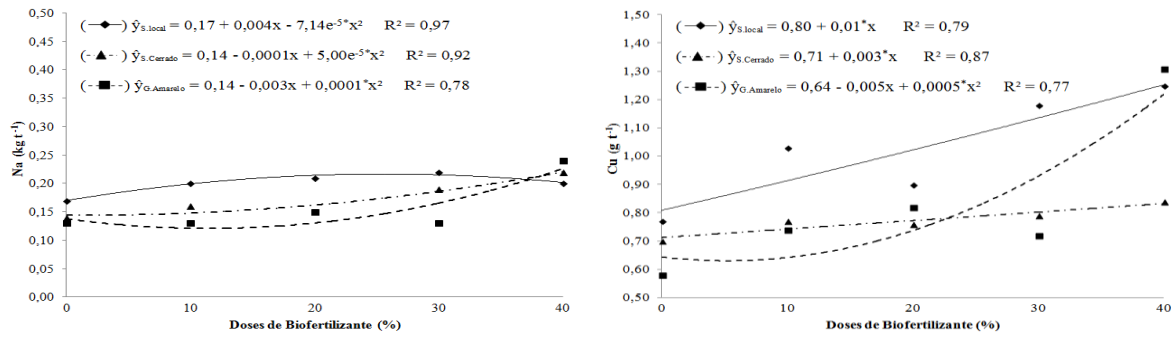 (—◆—) ŷS.local = 0,17 + 0,004x - 7,14e-5*x² R² = 0,97
(-·▲-·) ŷS.Cerrado = 0,14 - 0,0001x + 5,00e-5*x² R² = 0,92
(--■--) ŷG.Amarelo = 0,14 - 0,003x + 0,0001*x² R² = 0,78
Na (kg t-1)
0,50
0,45
0,40
0,35
0,30
0,25
0,20
0,15
0,10
0,05
0,00
0 10 20 30 40
Doses de Biofertilizante (%)
(—◆—) ŷS.local = 0,80 + 0,01*x R² = 0,79
(-·▲-·) ŷS.Cerrado = 0,71 + 0,003*x R² = 0,87
(--■--) ŷG.Amarelo = 0,64 - 0,005x + 0,0005*x² R² = 0,77
Cu (g t-1)
1,50
1,40
1,30
1,20
1,10
1,00
0,90
0,80
0,70
0,60
0,50
0 10 20 30 40
Doses de Biofertilizante (%)